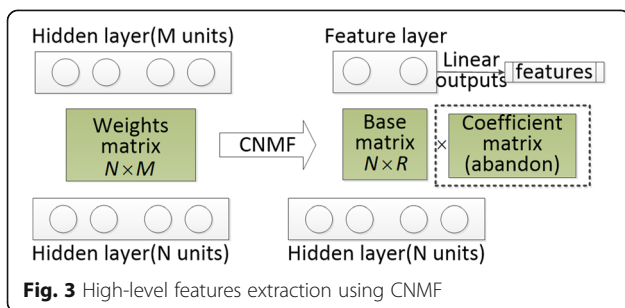 Hidden layer(M units)
Weights
matrix
N×M
Hidden layer(N units)
CNMF
Feature layer
Linear
outputs
features
Base
matrix
N×R
×
Coefficient
matrix
(abandon)
Hidden layer(N units)
Fig. 3 High-level features extraction using CNMF